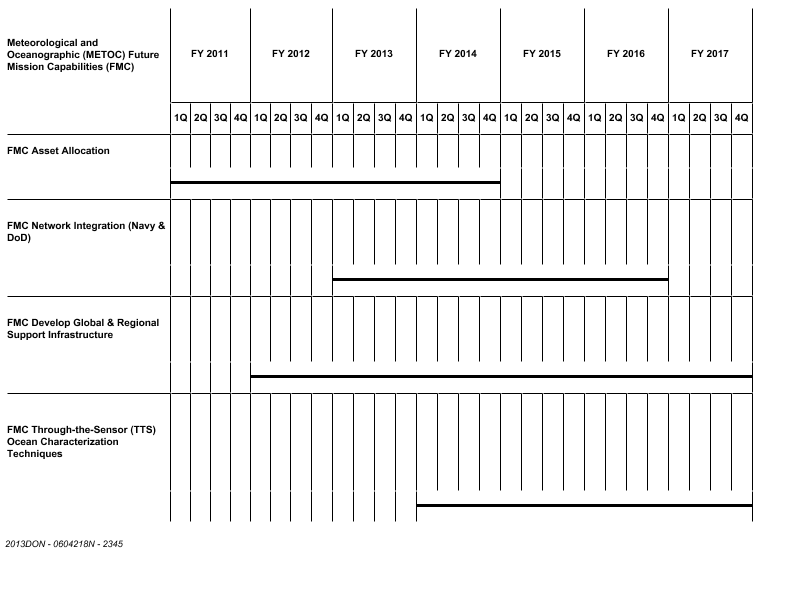 Meteorological and
Oceanographic (METOC) Future
Mission Capabilities (FMC)
FY 2011 FY 2012 FY 2013 FY 2014 FY 2015 FY 2016 FY 2017
1Q 2Q 3Q 4Q 1Q 2Q 3Q 4Q 1Q 2Q 3Q 4Q 1Q 2Q 3Q 4Q 1Q 2Q 3Q 4Q 1Q 2Q 3Q 4Q 1Q 2Q 3Q 4Q
FMC Asset Allocation
FMC Network Integration (Navy &
DoD)
FMC Develop Global & Regional
Support Infrastructure
FMC Through-the-Sensor (TTS)
Ocean Characterization
Techniques
2013DON - 0604218N - 2345